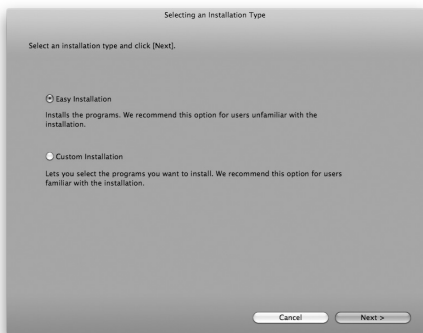 Selecting an Installation Type
Select an installation type and click [Next].
Easy Installation
Installs the programs. We recommend this option for users unfamiliar with the
installation.
Custom Installation
Lets you select the programs you want to install. We recommend this option for users
familiar with the installation.
Cancel
Next >